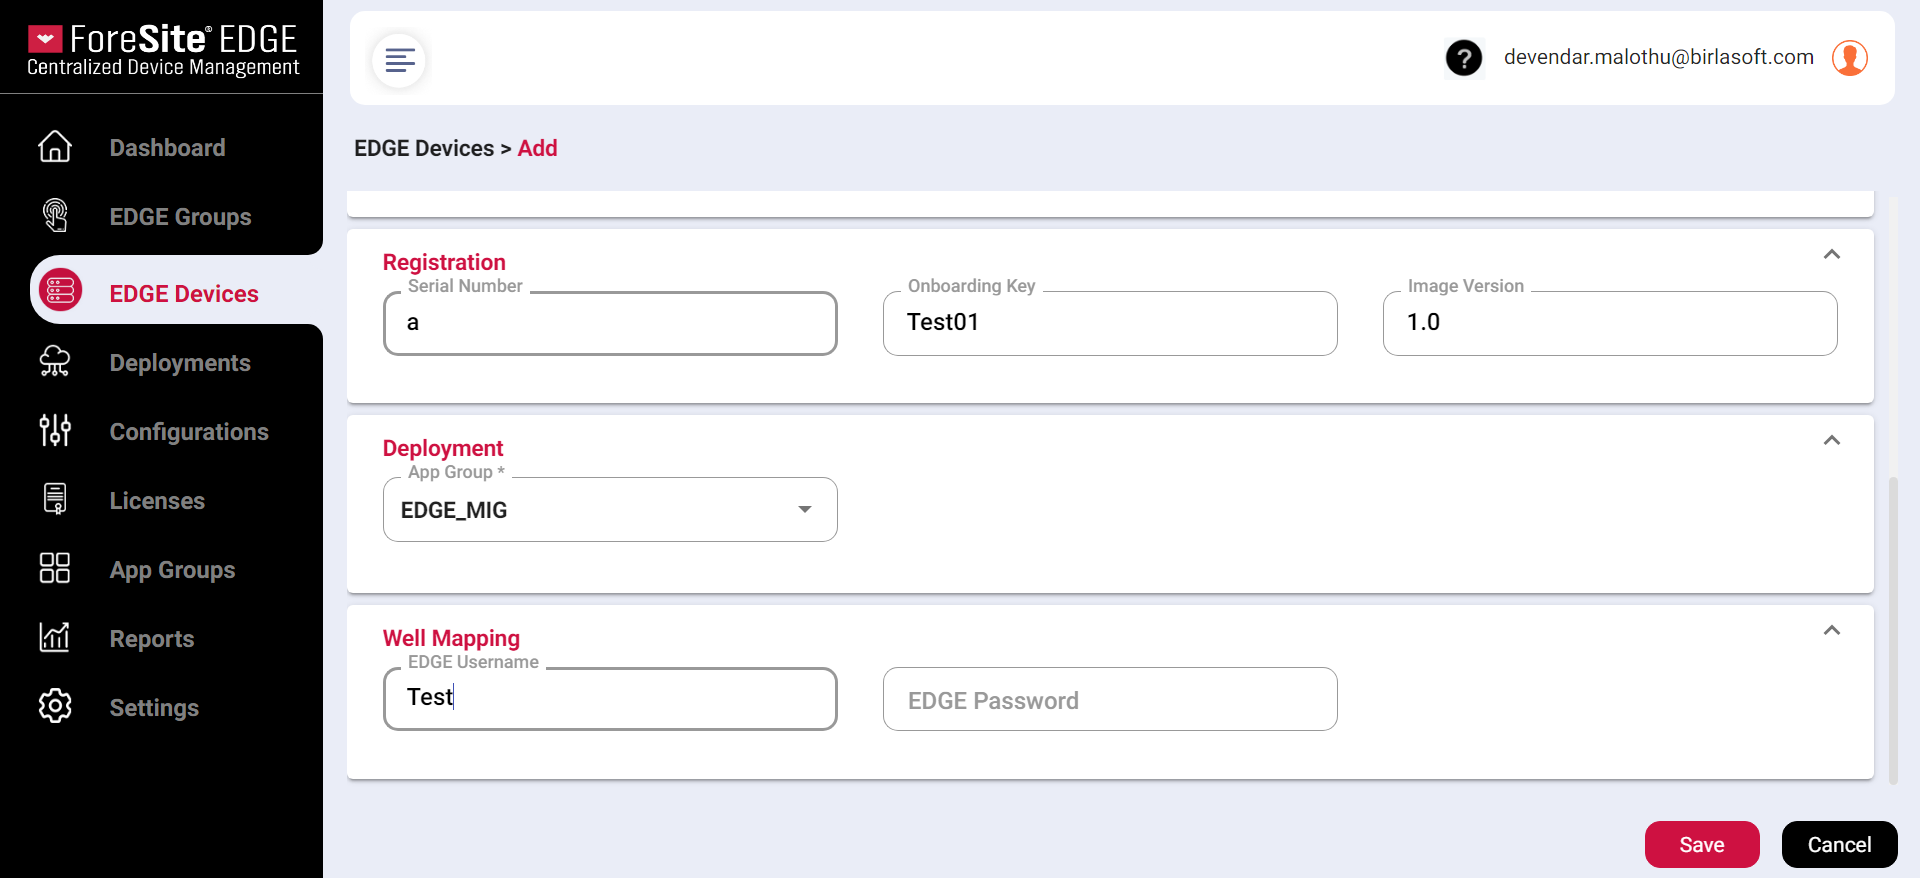 ForeSite® EDGE
Centralized Device Management
Dashboard
EDGE Groups
EDGE Devices
Deployments
Configurations
Licenses
App Groups
Reports
Settings
?
devendar.malothu@birlasoft.com
EDGE Devices > Add
Registration
Serial Number
a
Onboarding Key
Test01
Image Version
1.0
Deployment
App Group *
EDGE_MIG
Well Mapping
EDGE Username
Test
EDGE Password
Save
Cancel